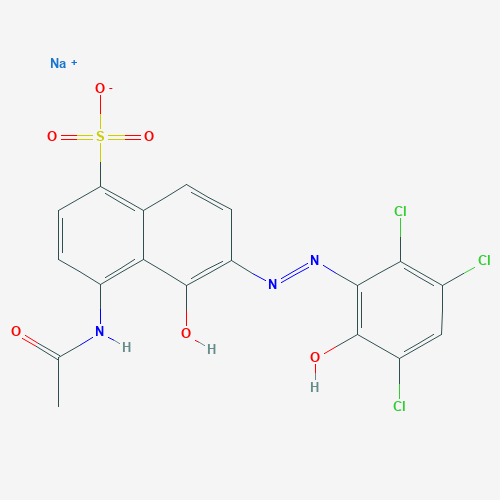 Na +
O -
O S O
Cl
N Cl
N
O N H
O H O H
Cl